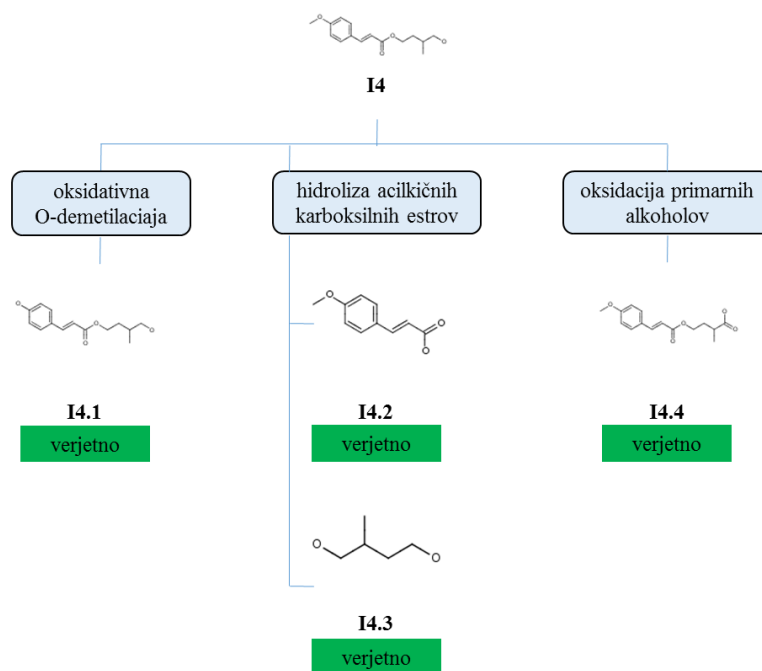 I4
oksidativna
O-demetilaciaja
hidroliza acilkičnih
karboksilnih estrov
oksidacija primarnih
alkoholov
I4.1
verjetno
I4.2
verjetno
I4.4
verjetno
I4.3
verjetno